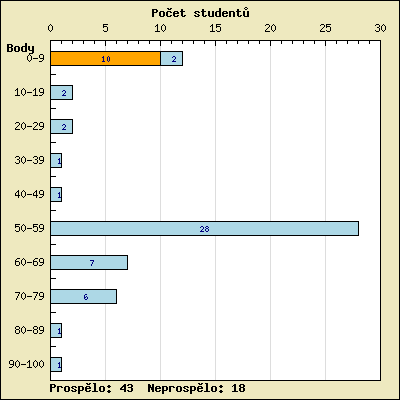 Počet studentů
0 5 10 15 20 25 30
Body
0-9 10 2
10-19 2
20-29 2
30-39 1
40-49 1
50-59 28
60-69 7
70-79 6
80-89 1
90-100 1
Prospělo: 43 Neprospělo: 18